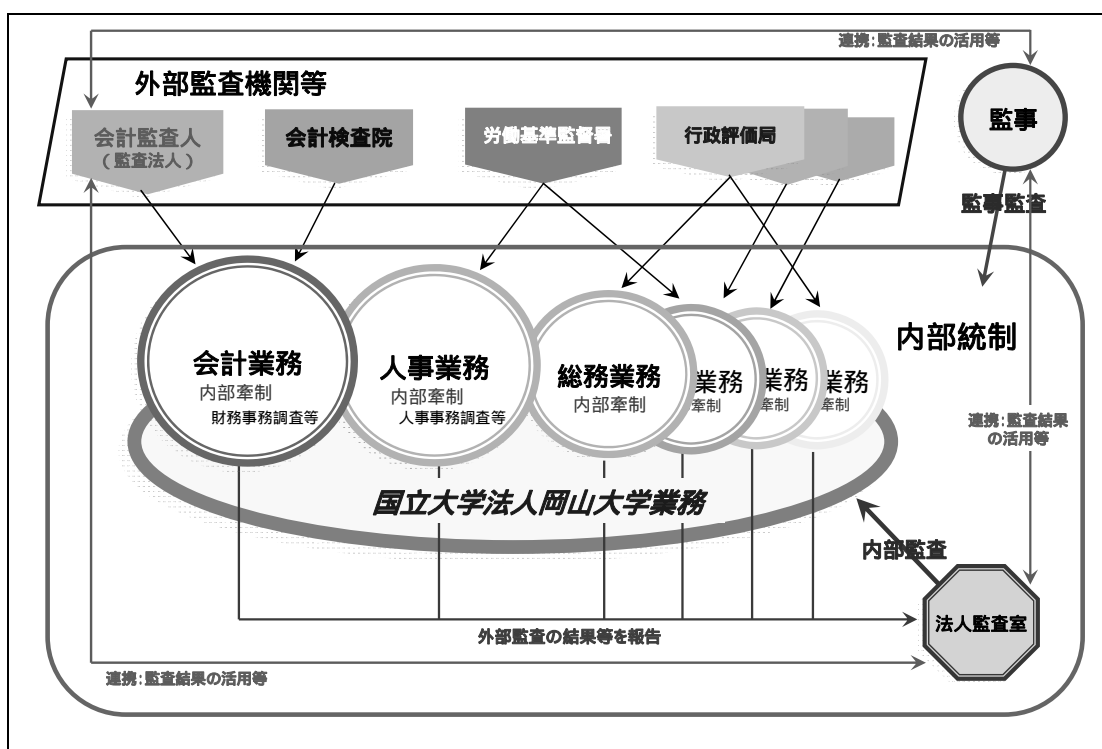 連携：監査結果の活用等
外部監査機関等
会計監査人
（監査法人）
会計検査院
労働基準監督署
行政評価局
監事
監事監査
内部統制
会計業務
内部牽制
財務事務調査等
人事業務
内部牽制
人事事務調査等
総務業務
内部牽制
業務
牽制
業務
牽制
業務
牽制
連携：監査結果
の活用等
国立大学法人岡山大学業務
内部監査
法人監査室
外部監査の結果等を報告
連携：監査結果の活用等